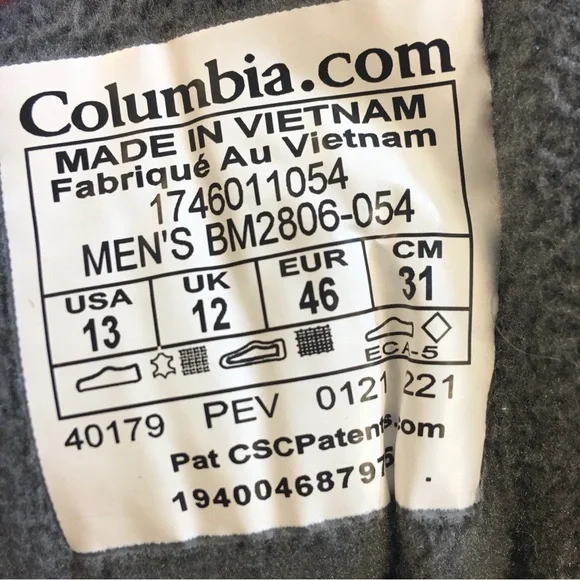 Columbia.com
MADE IN VIETNAM
Fabriqué Au Vietnam
1746011054
MEN'S BM2806-054
USA UK EUR CM
13 12 46 31
ECA-5
40179 PEV 0121 221
Pat CSCPatents.com